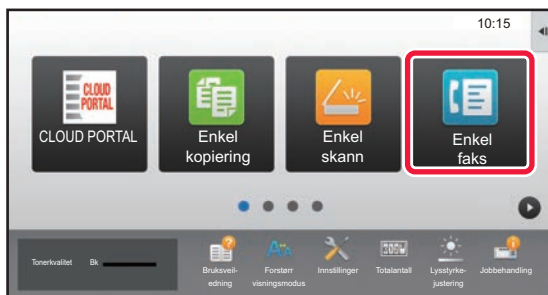 10:15
CLOUD
PORTAL
CLOUD PORTAL
Enkel
kopiering
Enkel
skann
Enkel
faks
Tonerkvalitet Bk
Bruksveil-
edning
Forstørr
visningsmodus
Innstillinger
Totalantall
Lysstyrke-
justering
Jobbehandling